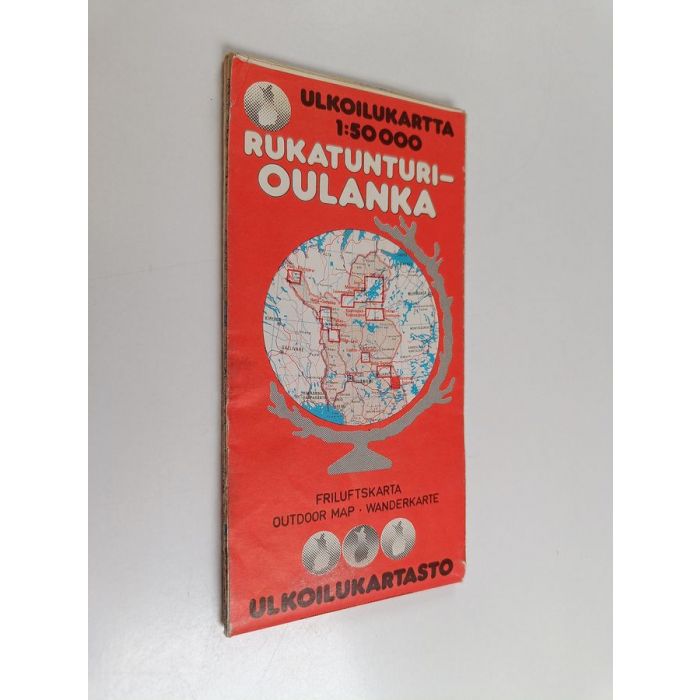 ULKOILUKARTTA
1:50 000
RUKATUNTURI-
OULANKA
FRILUFTSKARTA
OUTDOOR MAP · WANDERKARTE
ULKOILUKARTASTO